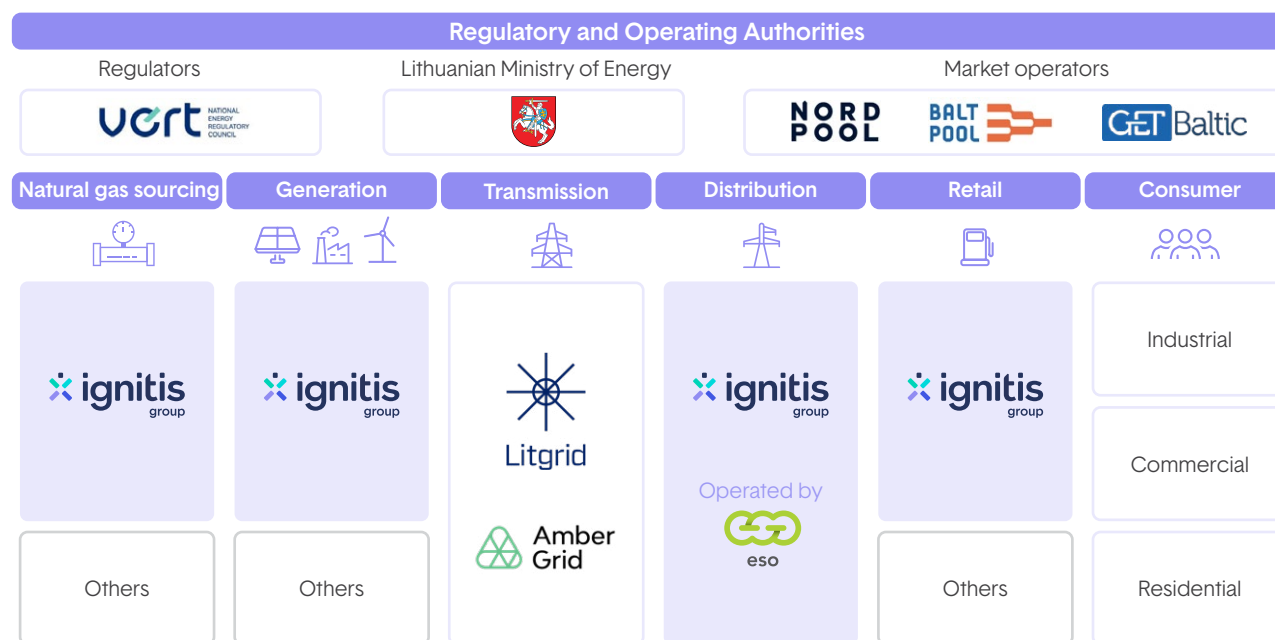 Regulatory and Operating Authorities
Regulators
Lithuanian Ministry of Energy
Market operators
vert
NATIONAL
ENERGY
REGULATORY
COUNCIL
NORD
POOL
BALT
POOL
GET Baltic
Natural gas sourcing
Generation
Transmission
Distribution
Retail
Consumer
ignitis
group
ignitis
group
Litgrid
Amber
Grid
ignitis
group
Operated by
eso
ignitis
group
Industrial
Commercial
Residential
Others
Others
Others